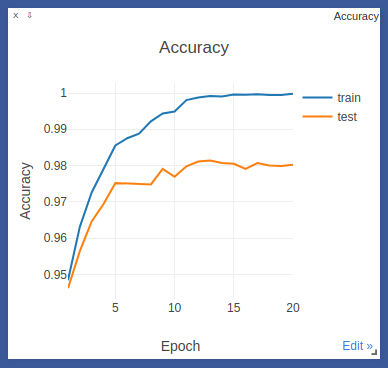 x ⇩ Accuracy
Accuracy
1
0.99
0.98
0.97
0.96
0.95
Accuracy
5 10 15 20
Epoch
train
test
Edit »